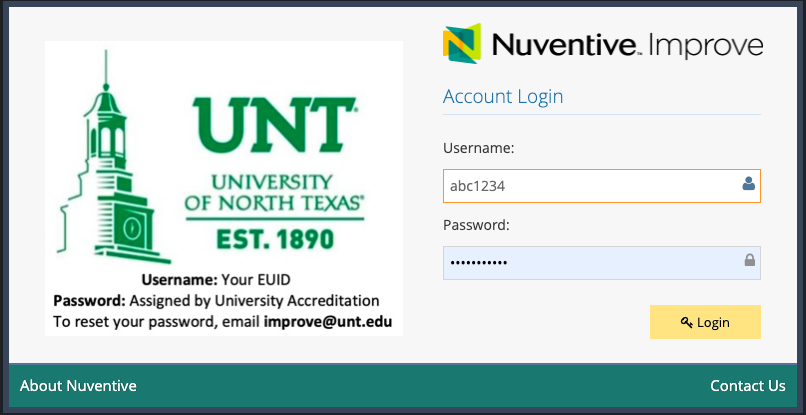 UNT
UNIVERSITY
OF NORTH TEXAS®
EST. 1890
Username: Your EUID
Password: Assigned by University Accreditation
To reset your password, email improve@unt.edu
Nuventive™ Improve
Account Login
Username:
abc1234
Password:
•••••••••••
Login
About Nuventive
Contact Us